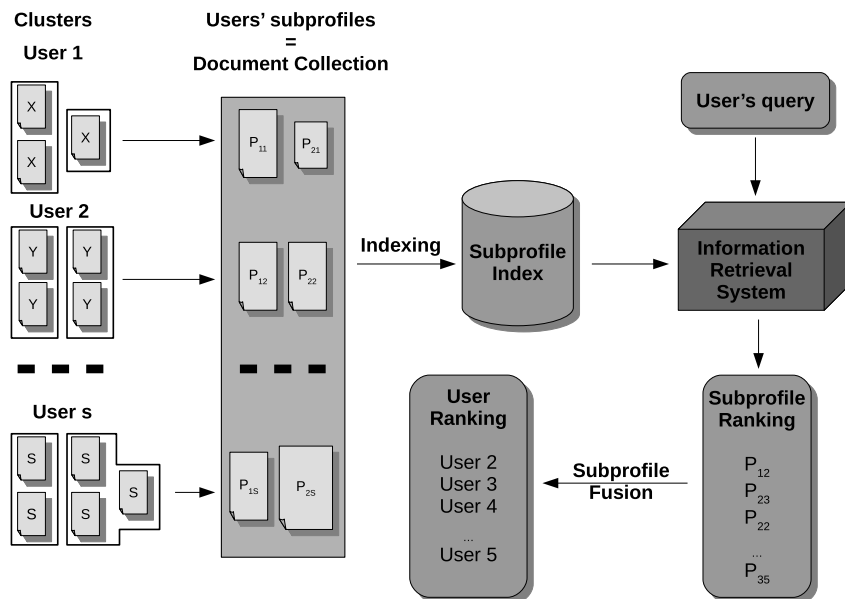 Clusters
User 1
X
X
X
User 2
Y
Y
Y
Y
User s
S
S
S
S
S
Users' subprofiles
=
Document Collection
P11
P21
P12
P22
P1S
P2S
Indexing
Subprofile
Index
User's query
Information
Retrieval
System
Subprofile
Ranking
P12
P23
P22
...
P35
Subprofile
Fusion
User
Ranking
User 2
User 3
User 4
...
User 5